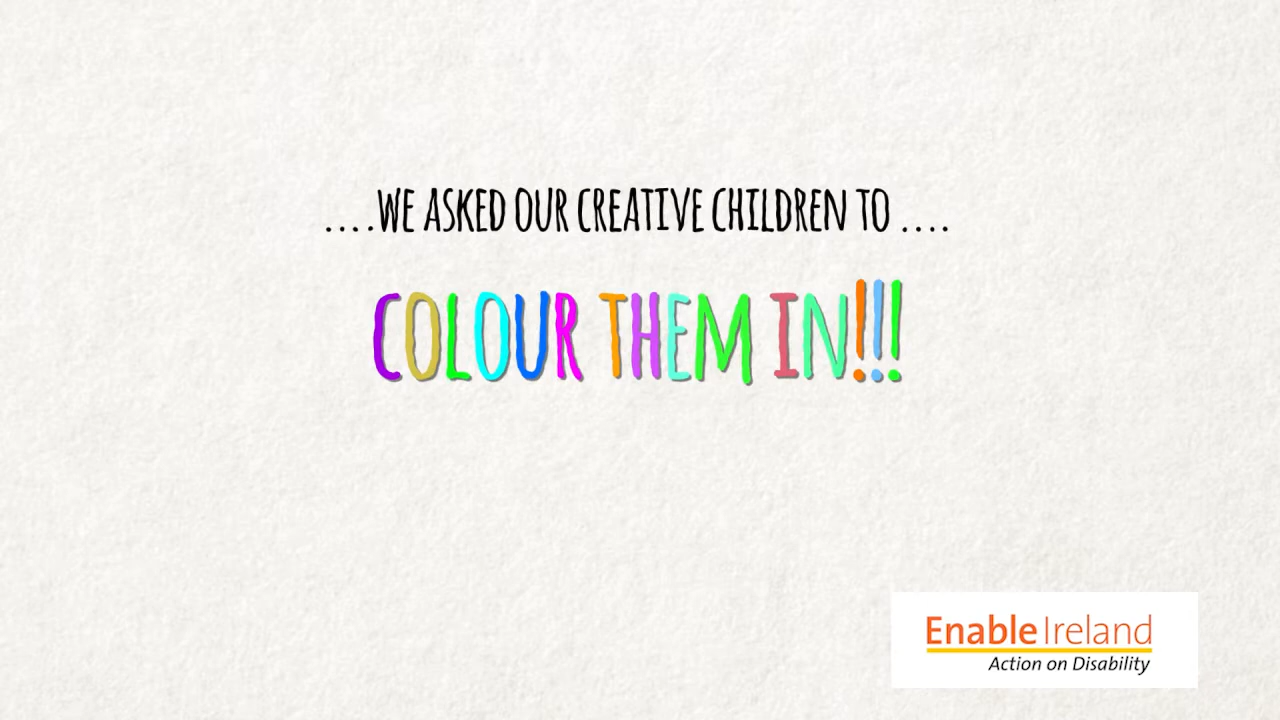 ....WE ASKED OUR CREATIVE CHILDREN TO ....
COLOUR THEM IN!!!
Enable Ireland
Action on Disability